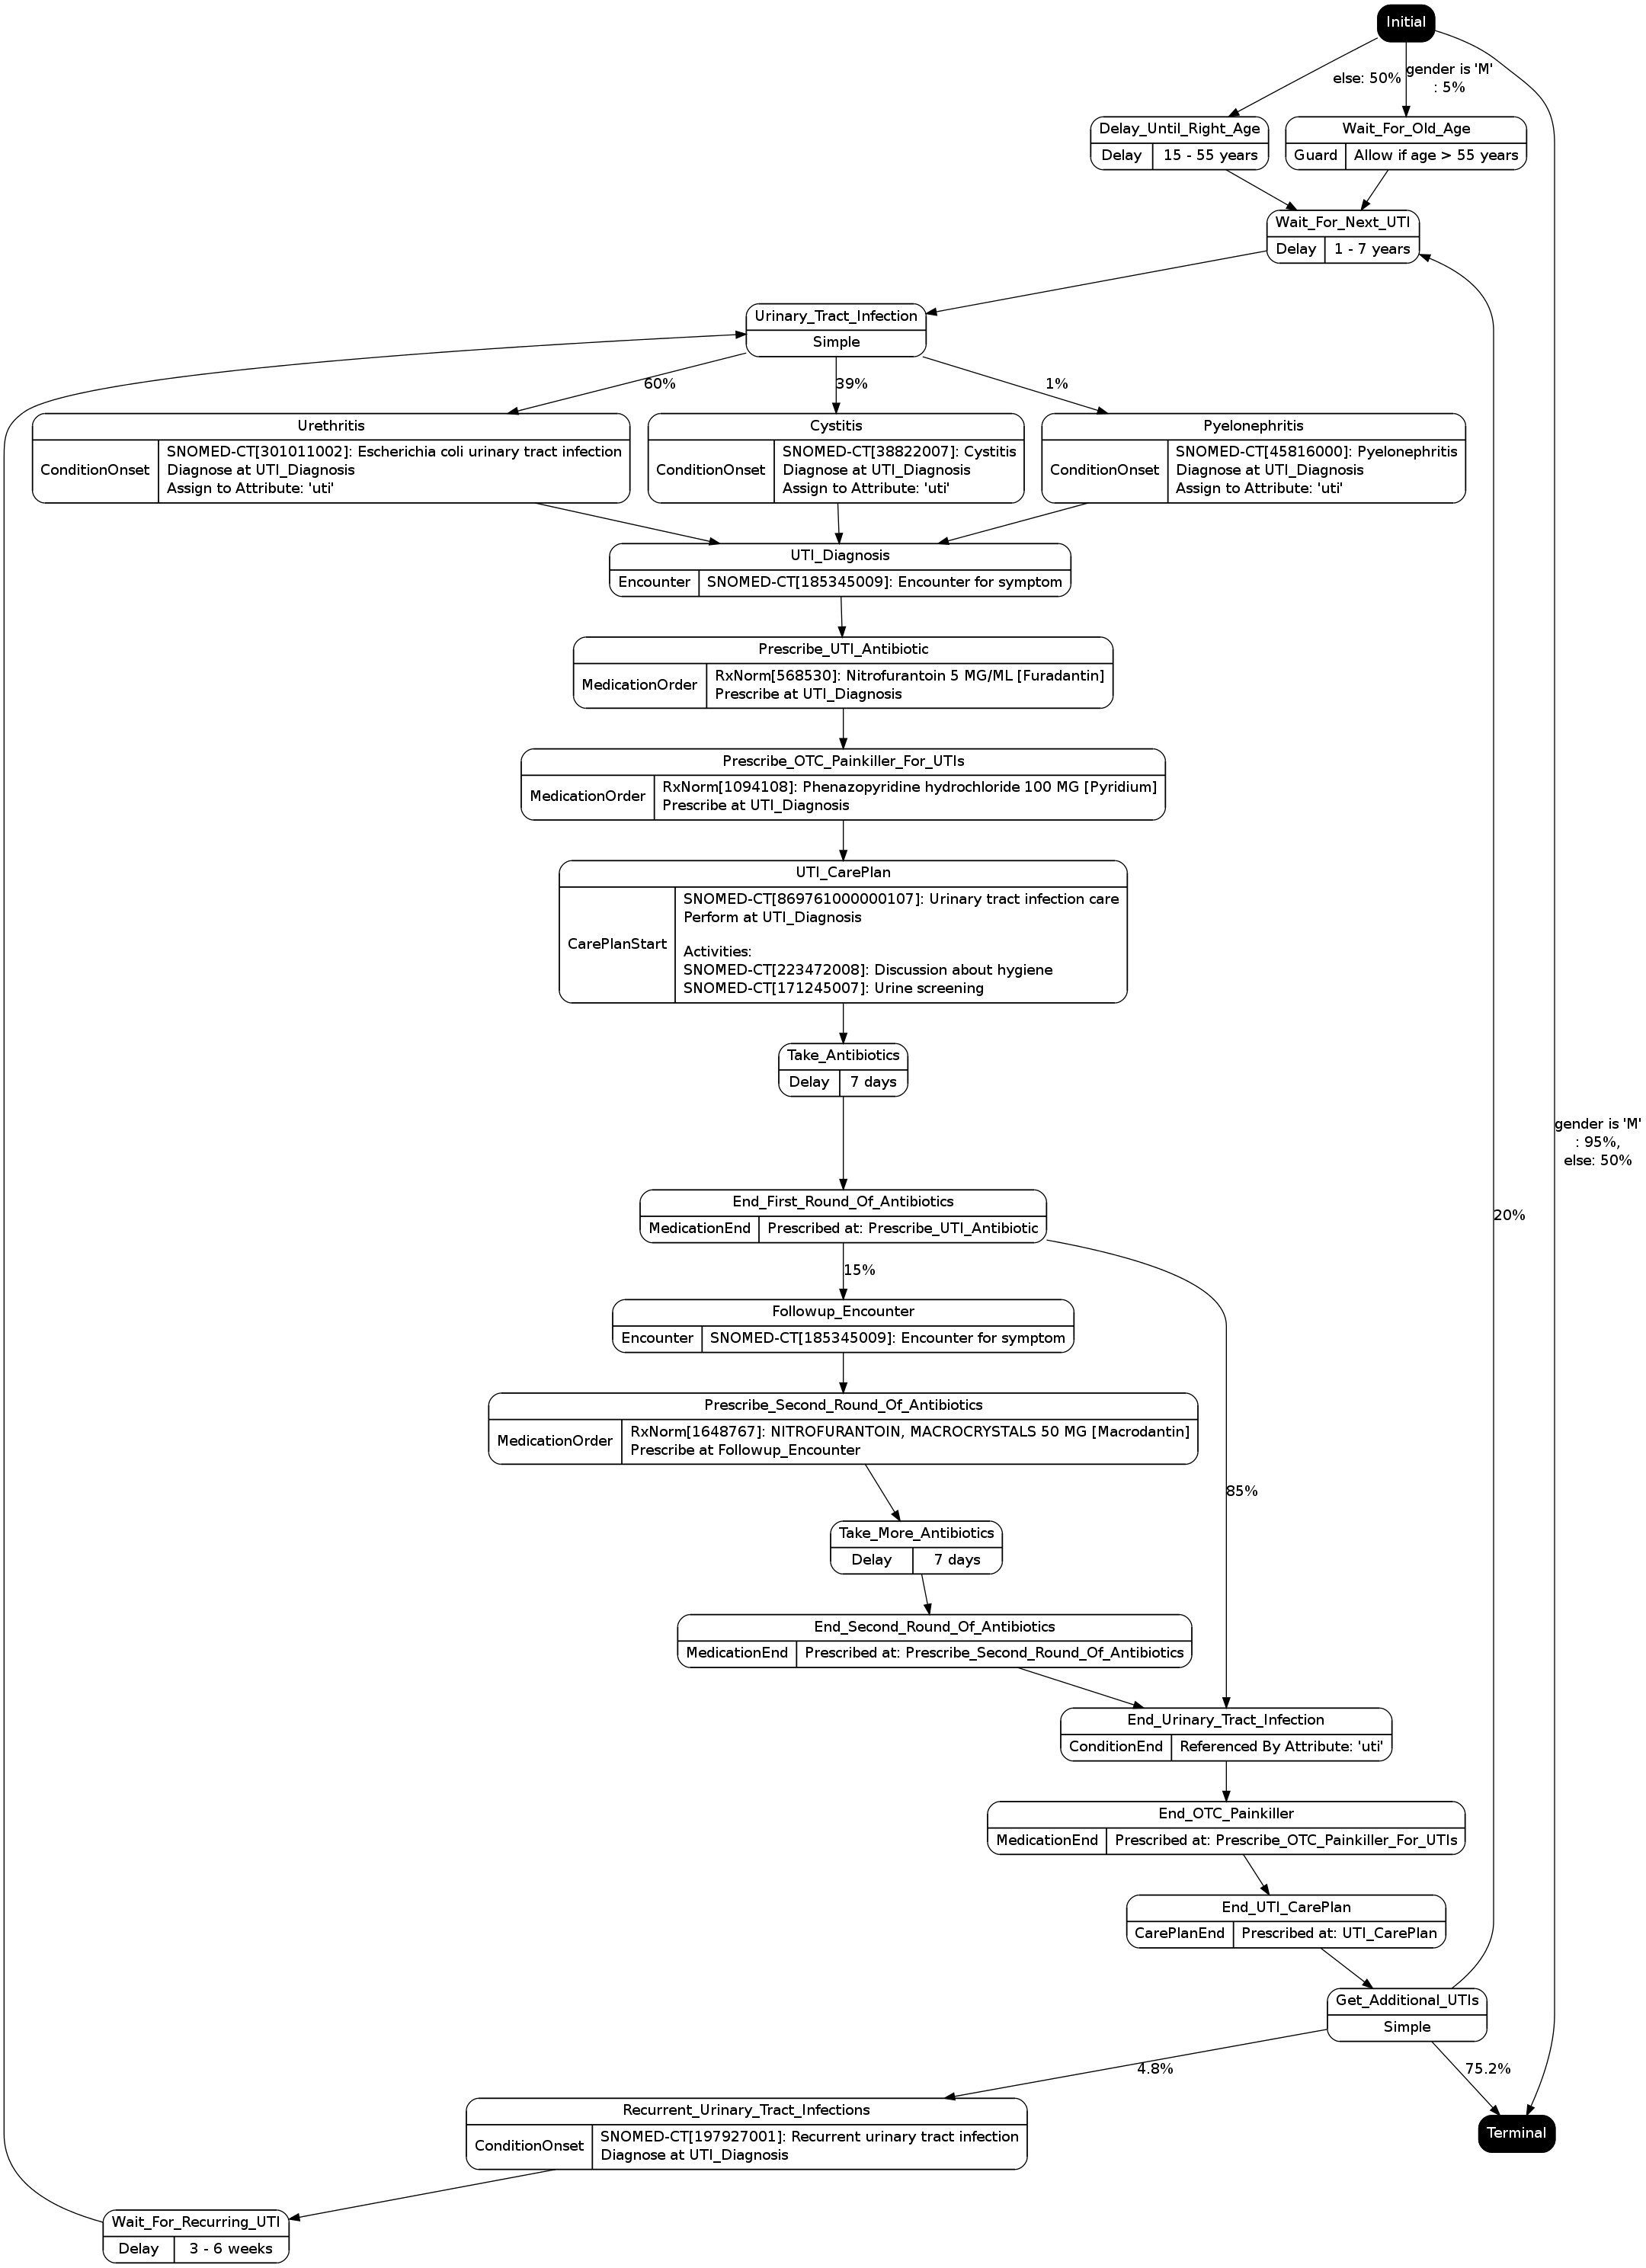 Initial
else: 50%
gender is 'M'
: 5%
Delay_Until_Right_Age
Delay
15 - 55 years
Wait_For_Old_Age
Guard
Allow if age > 55 years
Wait_For_Next_UTI
Delay
1 - 7 years
Urinary_Tract_Infection
Simple
60%
39%
1%
Urethritis
ConditionOnset
SNOMED-CT[301011002]: Escherichia coli urinary tract infection
Diagnose at UTI_Diagnosis
Assign to Attribute: 'uti'
Cystitis
ConditionOnset
SNOMED-CT[38822007]: Cystitis
Diagnose at UTI_Diagnosis
Assign to Attribute: 'uti'
Pyelonephritis
ConditionOnset
SNOMED-CT[45816000]: Pyelonephritis
Diagnose at UTI_Diagnosis
Assign to Attribute: 'uti'
UTI_Diagnosis
Encounter
SNOMED-CT[185345009]: Encounter for symptom
Prescribe_UTI_Antibiotic
MedicationOrder
RxNorm[568530]: Nitrofurantoin 5 MG/ML [Furadantin]
Prescribe at UTI_Diagnosis
Prescribe_OTC_Painkiller_For_UTIs
MedicationOrder
RxNorm[1094108]: Phenazopyridine hydrochloride 100 MG [Pyridium]
Prescribe at UTI_Diagnosis
UTI_CarePlan
CarePlanStart
SNOMED-CT[869761000000107]: Urinary tract infection care
Perform at UTI_Diagnosis
Activities:
SNOMED-CT[223472008]: Discussion about hygiene
SNOMED-CT[171245007]: Urine screening
Take_Antibiotics
Delay
7 days
gender is 'M'
: 95%,
else: 50%
End_First_Round_Of_Antibiotics
MedicationEnd
Prescribed at: Prescribe_UTI_Antibiotic
20%
15%
Followup_Encounter
Encounter
SNOMED-CT[185345009]: Encounter for symptom
Prescribe_Second_Round_Of_Antibiotics
MedicationOrder
RxNorm[1648767]: NITROFURANTOIN, MACROCRYSTALS 50 MG [Macrodantin]
Prescribe at Followup_Encounter
85%
Take_More_Antibiotics
Delay
7 days
End_Second_Round_Of_Antibiotics
MedicationEnd
Prescribed at: Prescribe_Second_Round_Of_Antibiotics
End_Urinary_Tract_Infection
ConditionEnd
Referenced By Attribute: 'uti'
End_OTC_Painkiller
MedicationEnd
Prescribed at: Prescribe_OTC_Painkiller_For_UTIs
End_UTI_CarePlan
CarePlanEnd
Prescribed at: UTI_CarePlan
Get_Additional_UTIs
Simple
4.8%
75.2%
Recurrent_Urinary_Tract_Infections
ConditionOnset
SNOMED-CT[197927001]: Recurrent urinary tract infection
Diagnose at UTI_Diagnosis
Terminal
Wait_For_Recurring_UTI
Delay
3 - 6 weeks